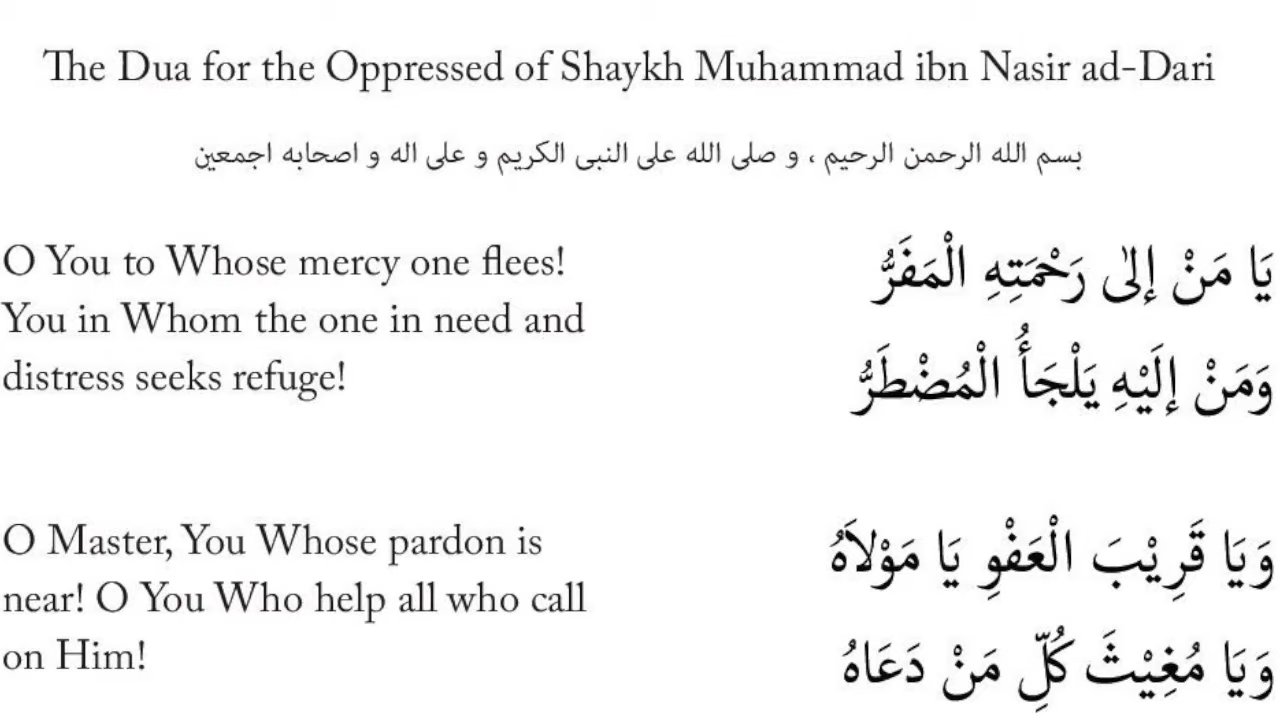 The Dua for the Oppressed of Shaykh Muhammad ibn Nasir ad-Dari
بسم الله الرحمن الرحيم ، و صلى الله على النبى الكريم و على اله و اصحابه اجمعين
O You to Whose mercy one flees!
You in Whom the one in need and
distress seeks refuge!
يَا مَنْ إِلىٰ رَحْمَتِهِ الْمَفَرُّ
وَمَنْ إِلَيْهِ يَلْجَأُ الْمُضْطَرُّ
O Master, You Whose pardon is
near! O You Who help all who call
on Him!
وَيَا قَرِيْبَ الْعَفْوِ يَا مَوْلَاهُ
وَيَا مُغِيْثَ كُلِّ مَنْ دَعَاهُ